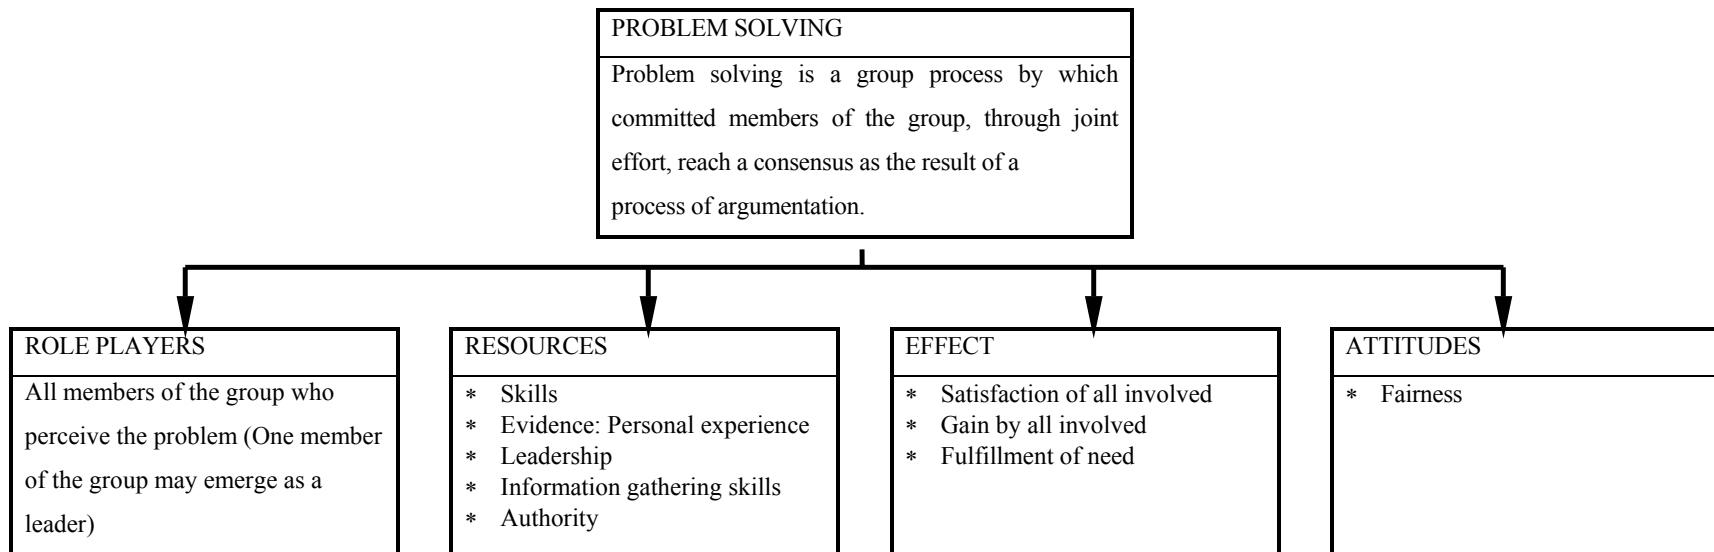 PROBLEM SOLVING
Problem solving is a group process by which
committed members of the group, through joint
effort, reach a consensus as the result of a
process of argumentation.
ROLE PLAYERS
All members of the group who
perceive the problem (One member
of the group may emerge as a
leader)
RESOURCES
* Skills
* Evidence: Personal experience
* Leadership
* Information gathering skills
* Authority
EFFECT
* Satisfaction of all involved
* Gain by all involved
* Fulfillment of need
ATTITUDES
* Fairness